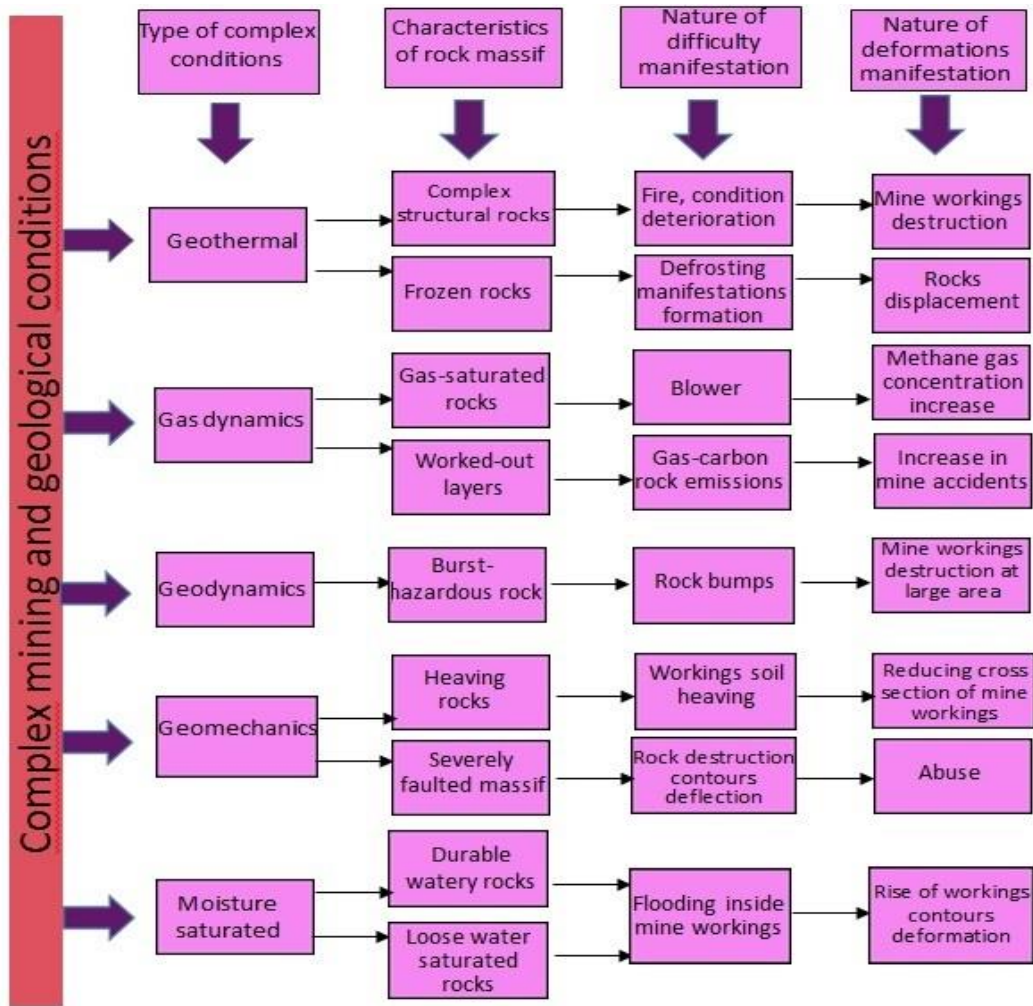 Complex mining and geological conditions
Type of complex
conditions
Characteristics
of rock massif
Nature of
difficulty
manifestation
Nature of
deformations
manifestation
Geothermal
Complex
structural rocks
Fire, condition
deterioration
Mine workings
destruction
Frozen rocks
Defrosting
manifestations
formation
Rocks
displacement
Gas dynamics
Gas-saturated
rocks
Blower
Methane gas
concentration
increase
Worked-out
layers
Gas-carbon
rock emissions
Increase in
mine accidents
Geodynamics
Burst-
hazardous rock
Rock bumps
Mine workings
destruction at
large area
Geomechanics
Heaving
rocks
Workings soil
heaving
Reducing cross
section of mine
workings
Severely
faulted massif
Rock destruction
contours
deflection
Abuse
Moisture
saturated
Durable
watery rocks
Loose water
saturated
rocks
Flooding inside
mine workings
Rise of workings
contours
deformation